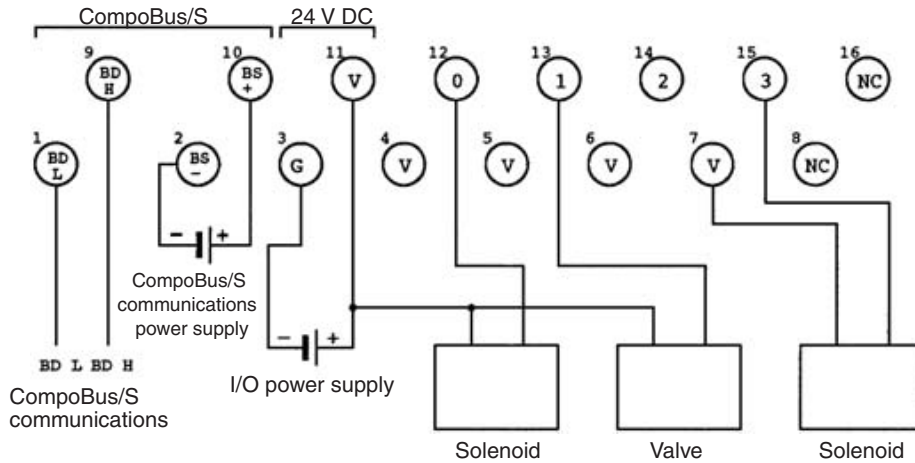 CompoBus/S 24 V DC
9 10 11 12 13 14 15 16
BD H BS + V 0 1 2 3 NC
1 2 3 4 5 6 7 8
BD L BS – G V V V V NC
– +
CompoBus/S
communications
power supply
– +
BD L BD H
I/O power supply
CompoBus/S
communications
Solenoid Valve Solenoid